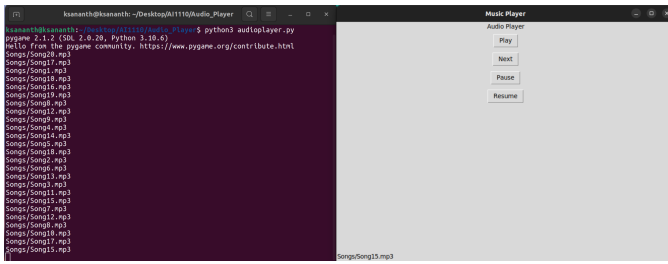 ksananth@ksananth: ~/Desktop/AI1110/Audio_Player
ksananth@ksananth:~/Desktop/AI1110/Audio_Player$ python3 audioplayer.py
pygame 2.1.2 (SDL 2.0.20, Python 3.10.6)
Hello from the pygame community. https://www.pygame.org/contribute.html
Songs/Song20.mp3
Songs/Song17.mp3
Songs/Song1.mp3
Songs/Song10.mp3
Songs/Song16.mp3
Songs/Song19.mp3
Songs/Song8.mp3
Songs/Song12.mp3
Songs/Song9.mp3
Songs/Song4.mp3
Songs/Song14.mp3
Songs/Song5.mp3
Songs/Song18.mp3
Songs/Song2.mp3
Songs/Song6.mp3
Songs/Song13.mp3
Songs/Song3.mp3
Songs/Song11.mp3
Songs/Song15.mp3
Songs/Song7.mp3
Songs/Song12.mp3
Songs/Song8.mp3
Songs/Song10.mp3
Songs/Song17.mp3
Songs/Song15.mp3
Music Player
Audio Player
Play
Next
Pause
Resume
Songs/Song15.mp3